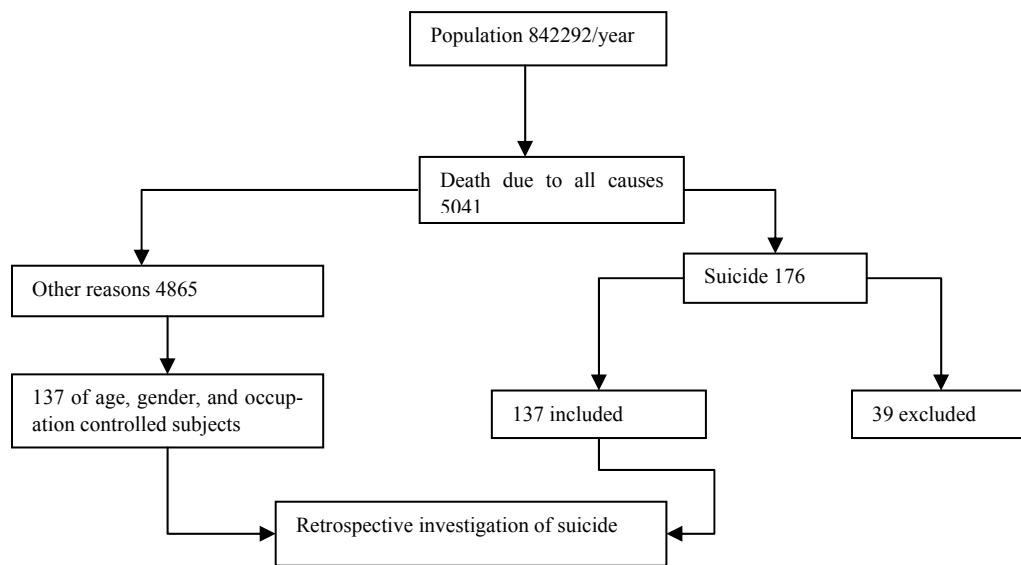 Population 842292/year
Death due to all causes
5041
Other reasons 4865
Suicide 176
137 of age, gender, and occup-
ation controlled subjects
137 included
39 excluded
Retrospective investigation of suicide